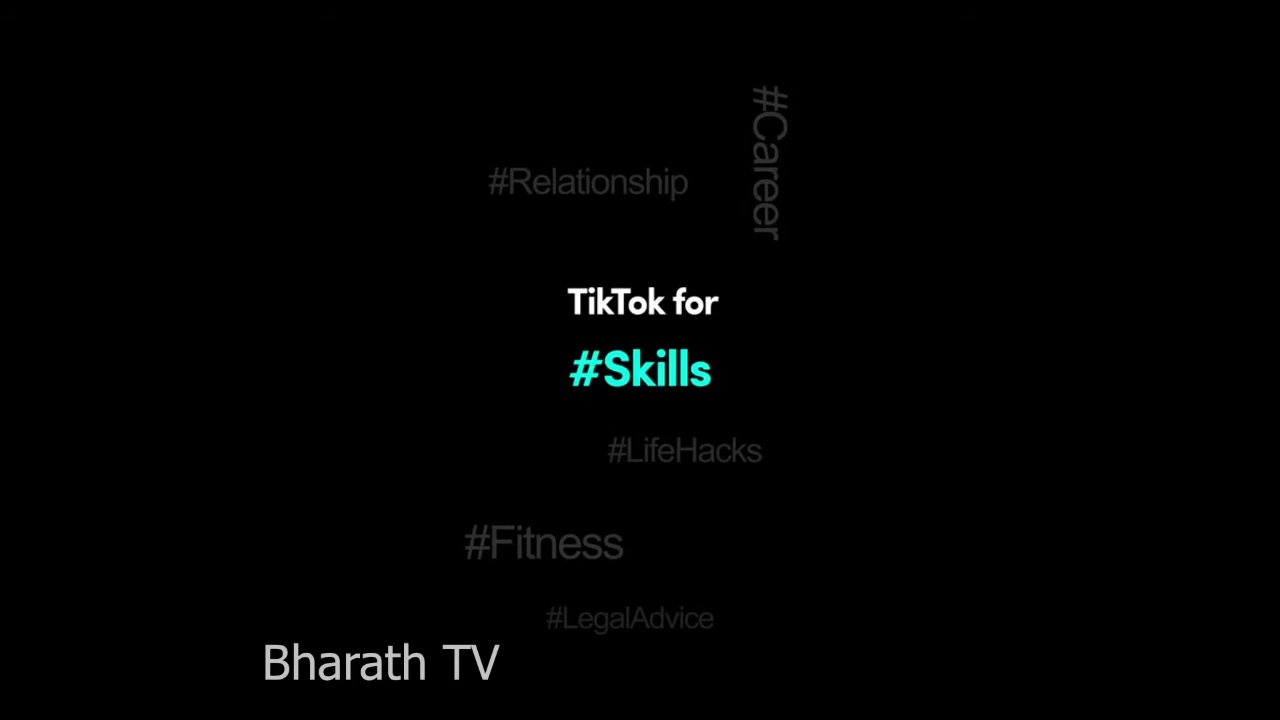 #Career
#Relationship
TikTok for
#Skills
#LifeHacks
#Fitness
#LegalAdvice
Bharath TV